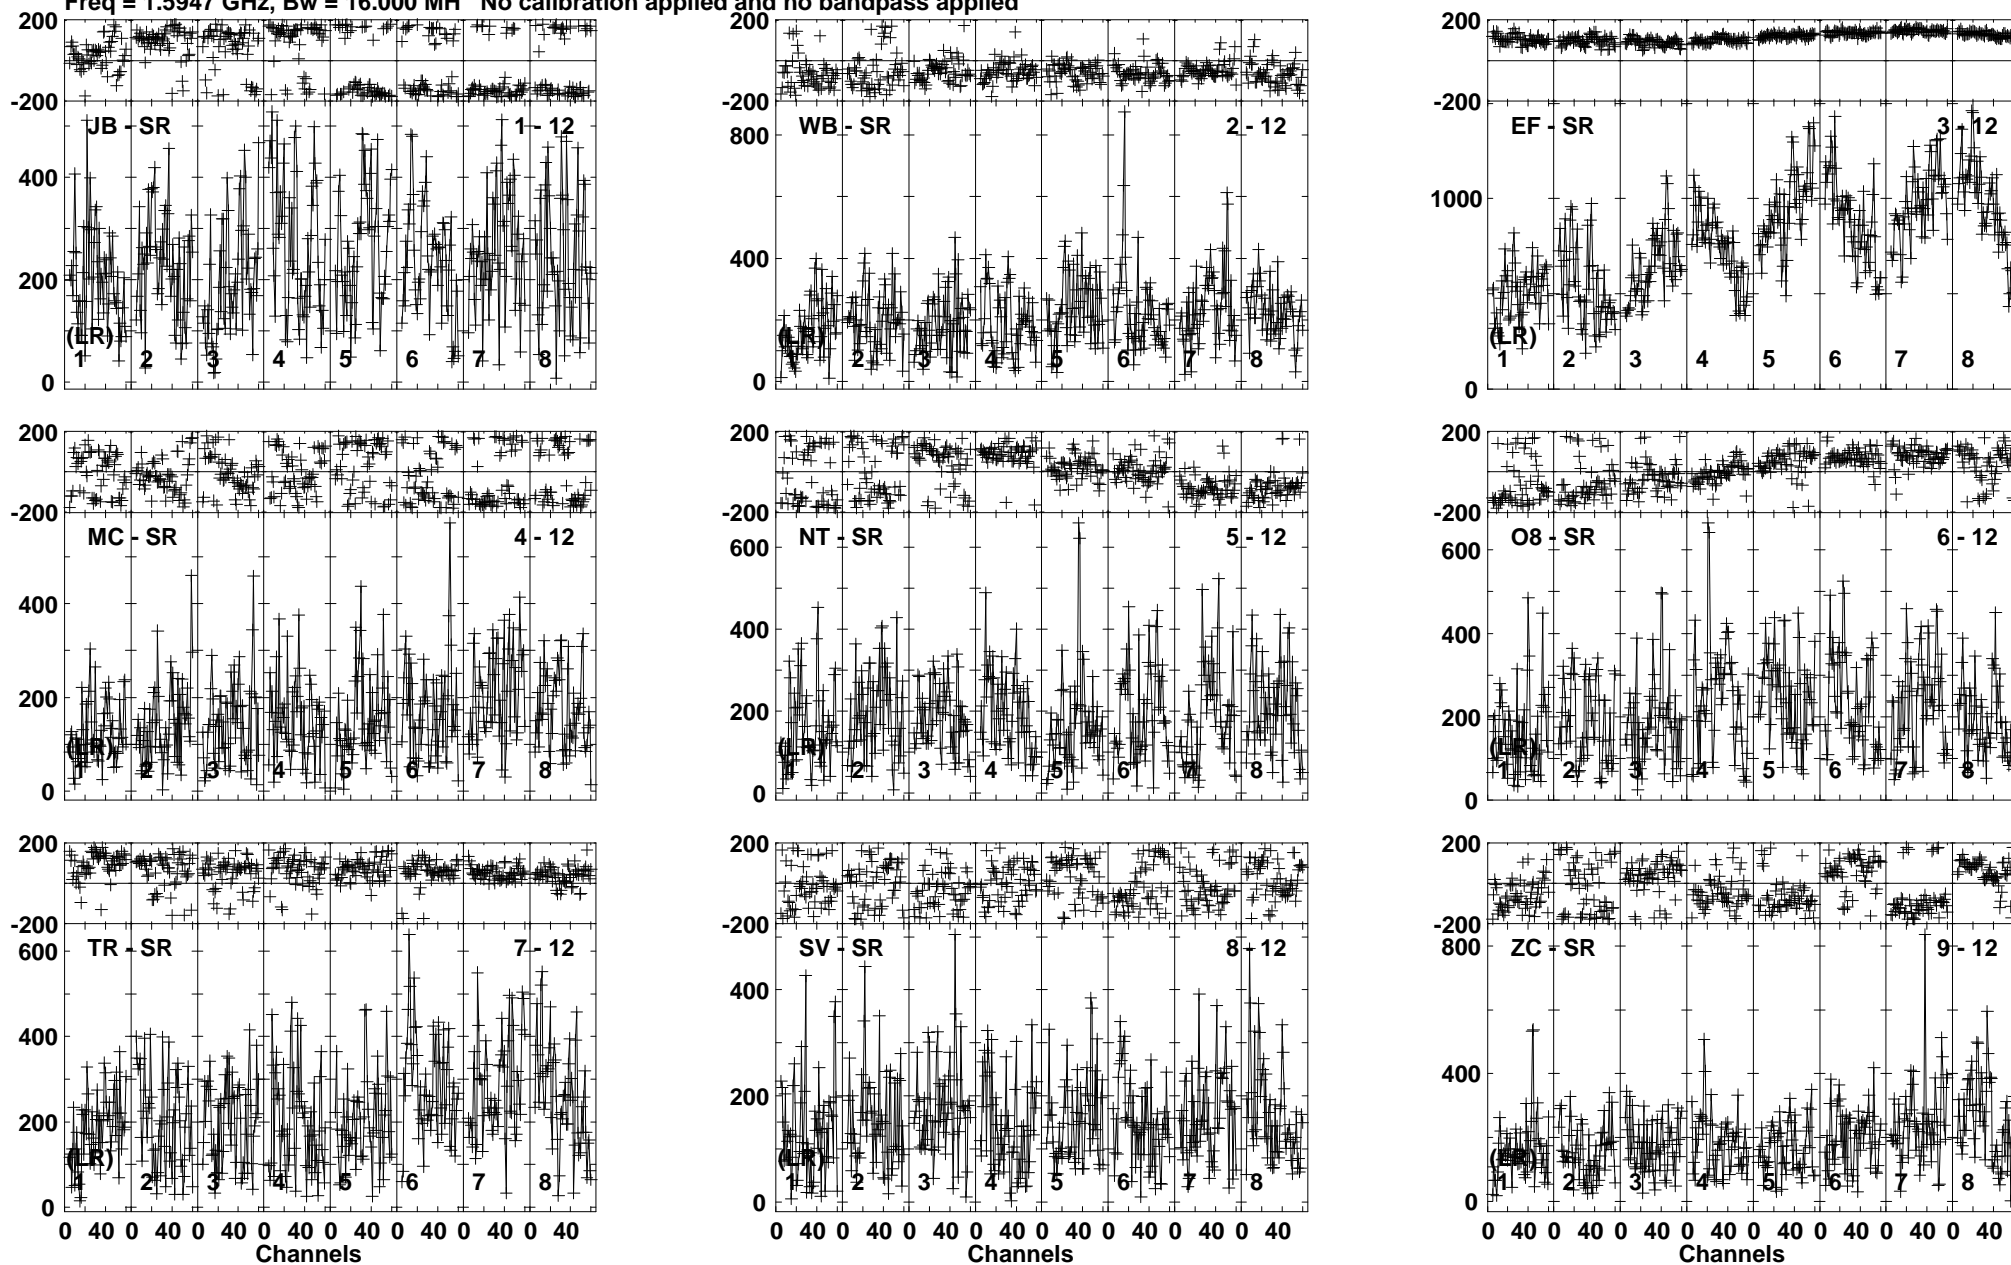 Freq = 1.5947 GHz, Bw = 16.000 MH No calibration applied and no bandpass applied
200
-200
JB - SR 1 - 12
400
200
0
(LR)
1 2 3 4 5 6 7 8
200
-200
WB - SR 2 - 12
800
400
0
(LR)
1 2 3 4 5 6 7 8
200
-200
EF - SR 3 - 12
1000
0
(LR)
1 2 3 4 5 6 7 8
200
-200
MC - SR 4 - 12
400
200
0
(LR)
1 2 3 4 5 6 7 8
200
-200
NT - SR 5 - 12
600
400
200
0
(LR)
1 2 3 4 5 6 7 8
200
-200
O8 - SR 6 - 12
600
400
200
0
(LR)
1 2 3 4 5 6 7 8
200
-200
TR - SR 7 - 12
600
400
200
0
(LR)
1 2 3 4 5 6 7 8
0 40 0 40 0 40 0 40 0 40 0 40 0 40 0 40
Channels
200
-200
SV - SR 8 - 12
400
200
0
(LR)
1 2 3 4 5 6 7 8
0 40 0 40 0 40 0 40 0 40 0 40 0 40 0 40
Channels
200
-200
ZC - SR 9 - 12
800
400
0
(LR)
1 2 3 4 5 6 7 8
0 40 0 40 0 40 0 40 0 40 0 40 0 40 0 40
Channels